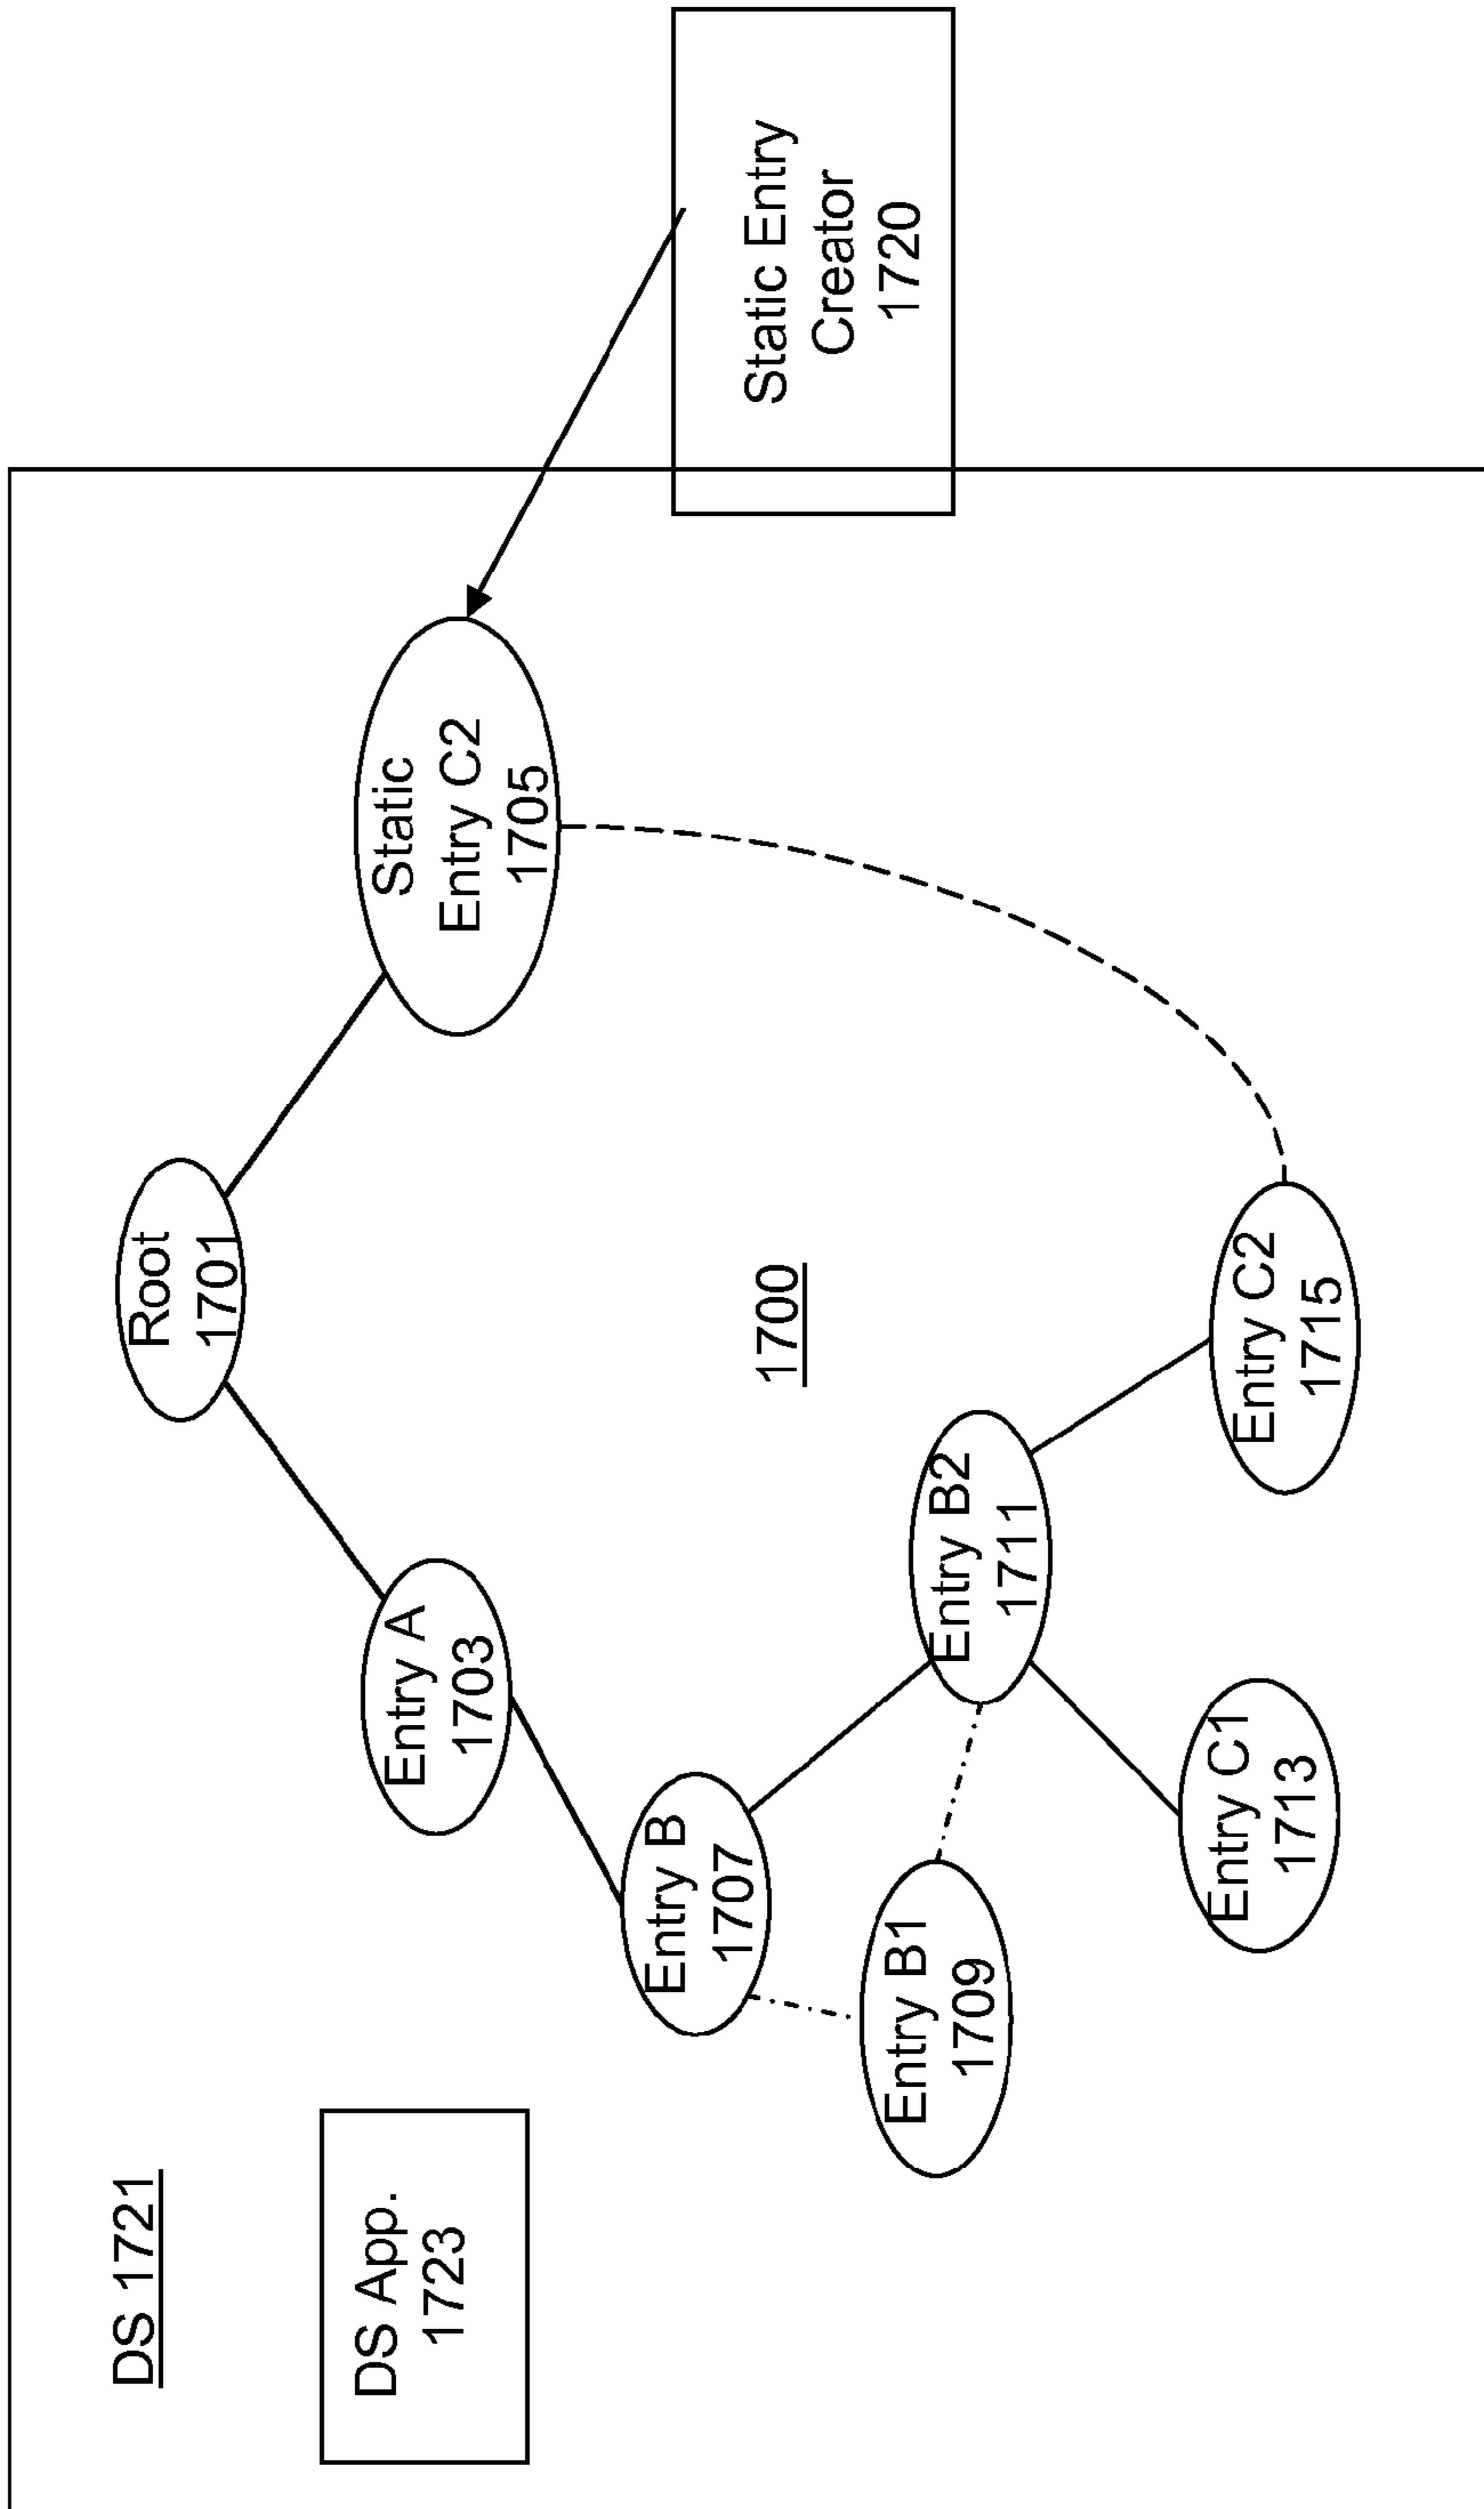 DS 1721
DS App.
1723
Root
1701
Entry A
1703
Static
Entry C2
1705
Entry B
1707
1700
Static Entry
Creator
1720
Entry B1
1709
Entry B2
1711
Entry C1
1713
Entry C2
1715